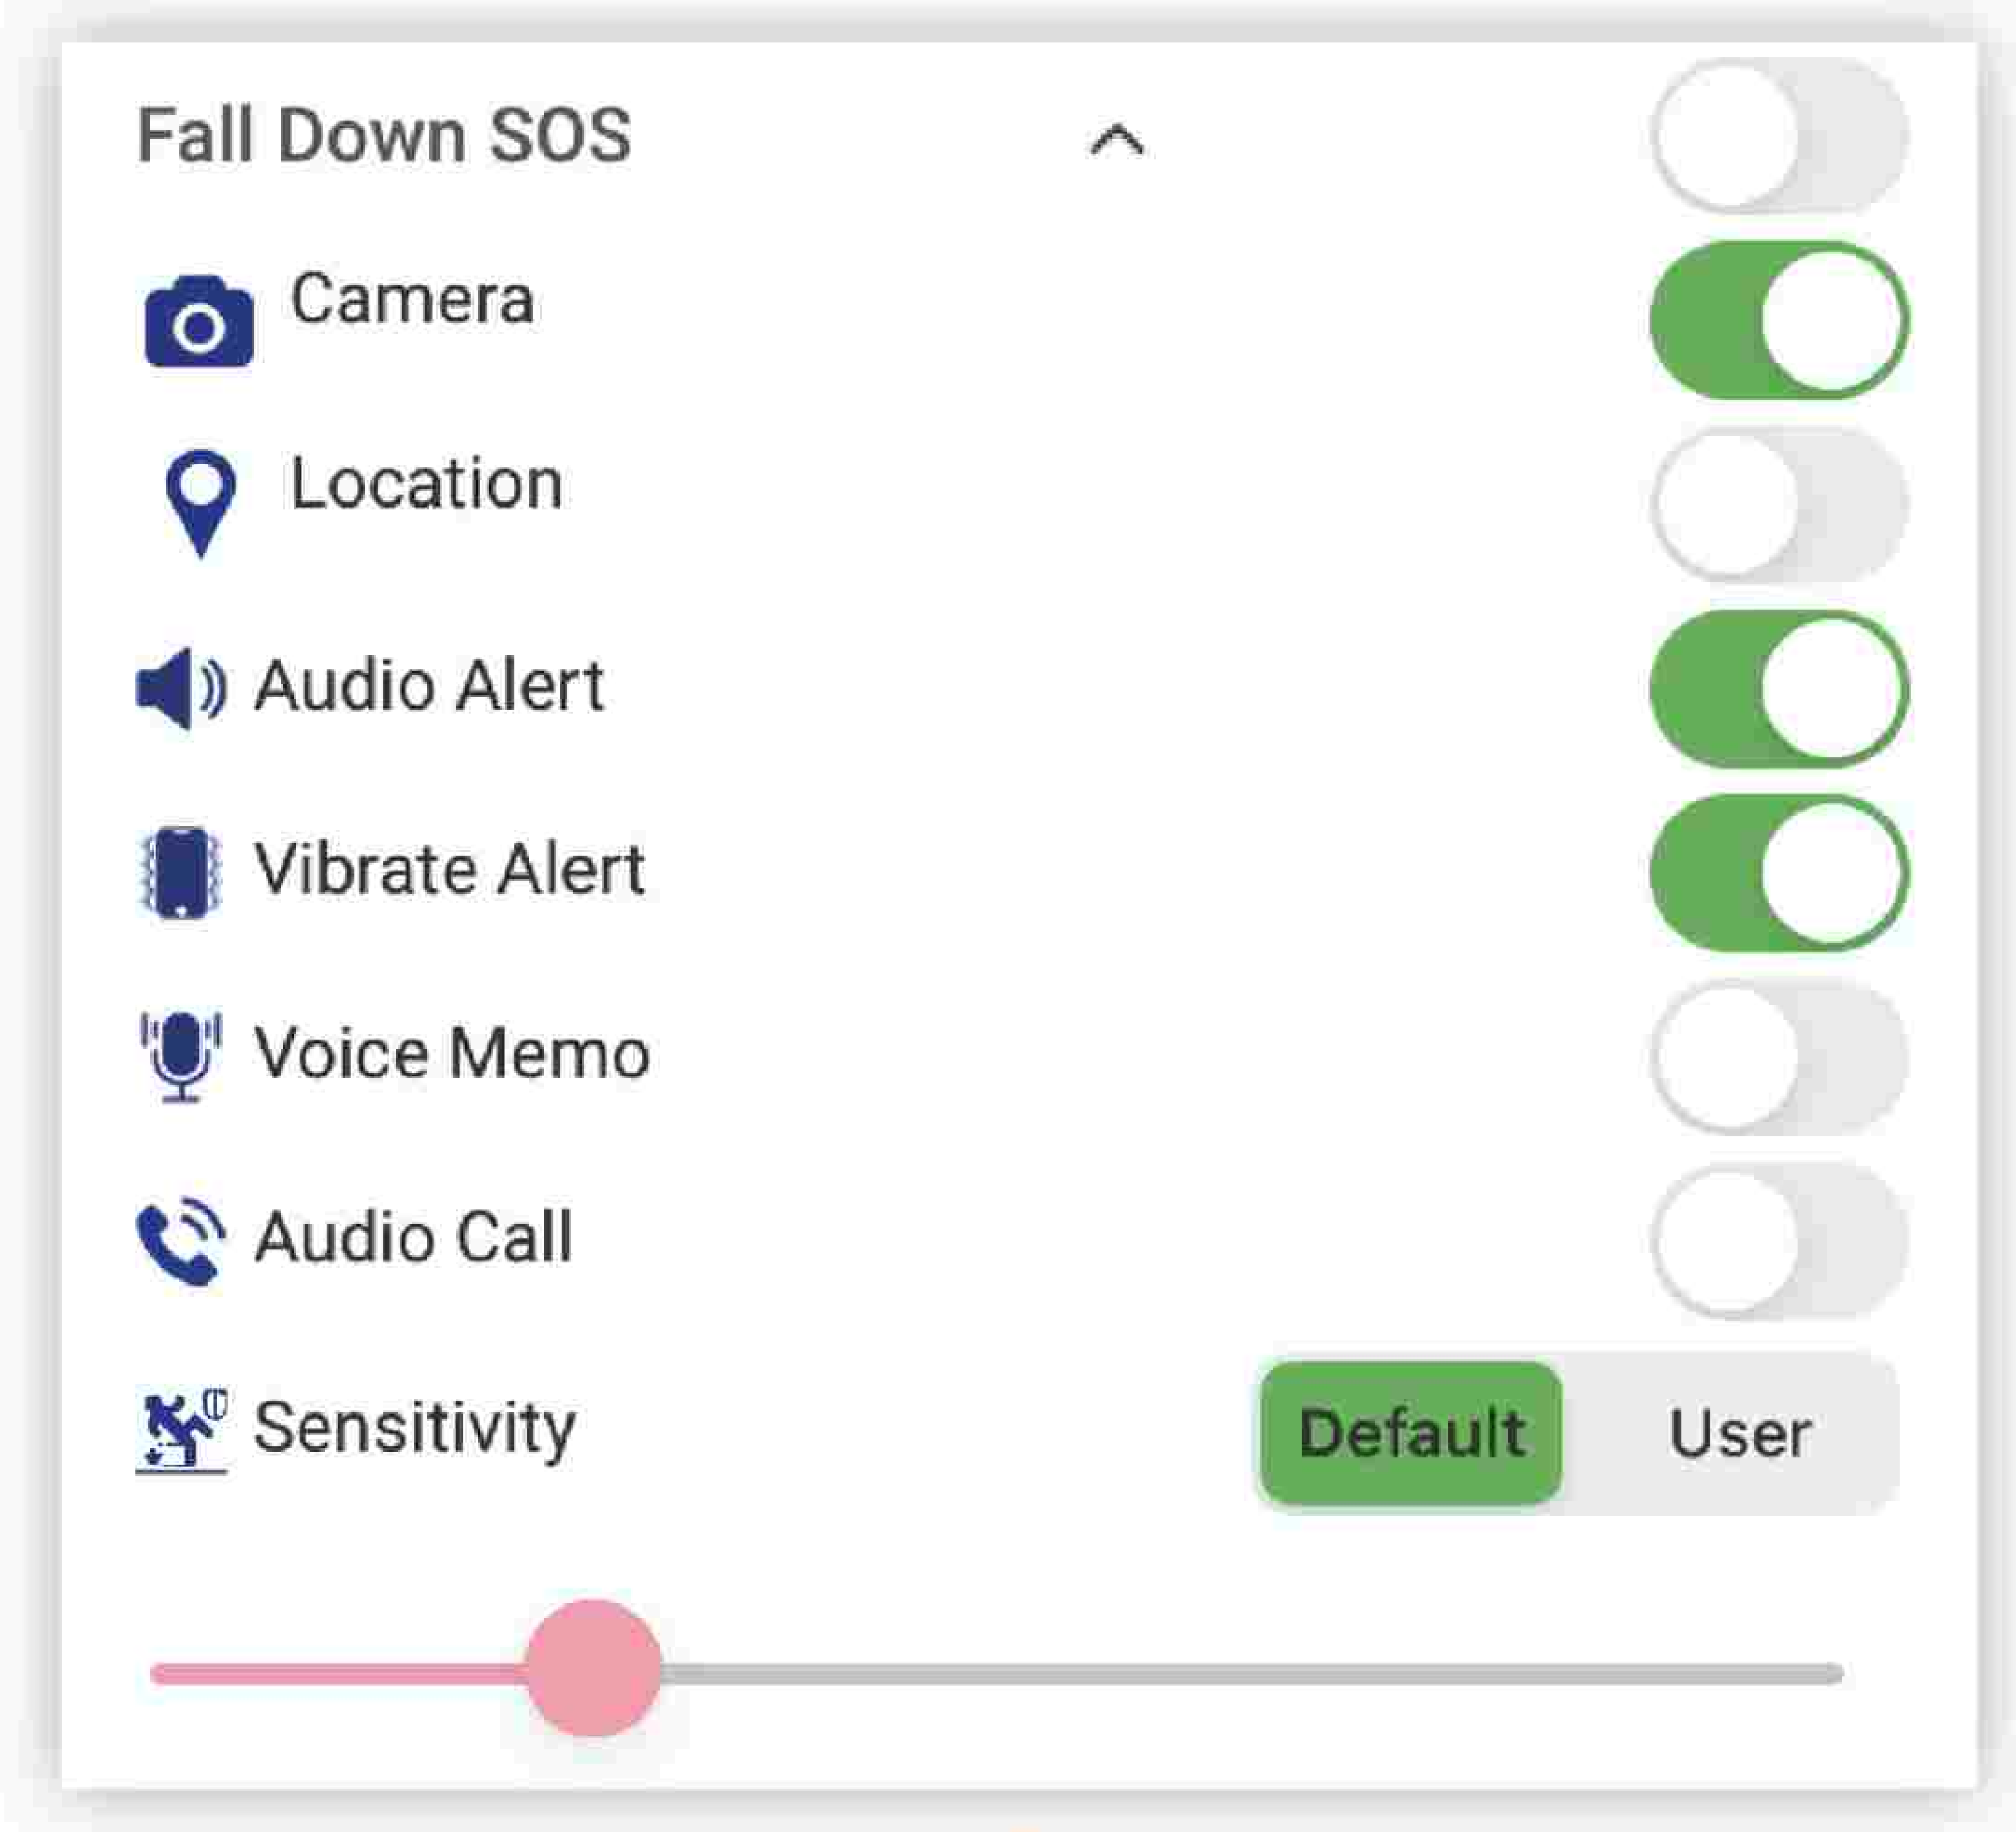 Fall Down SOS
Camera
Location
Audio Alert
Vibrate Alert
Voice Memo
Audio Call
Sensitivity Default User